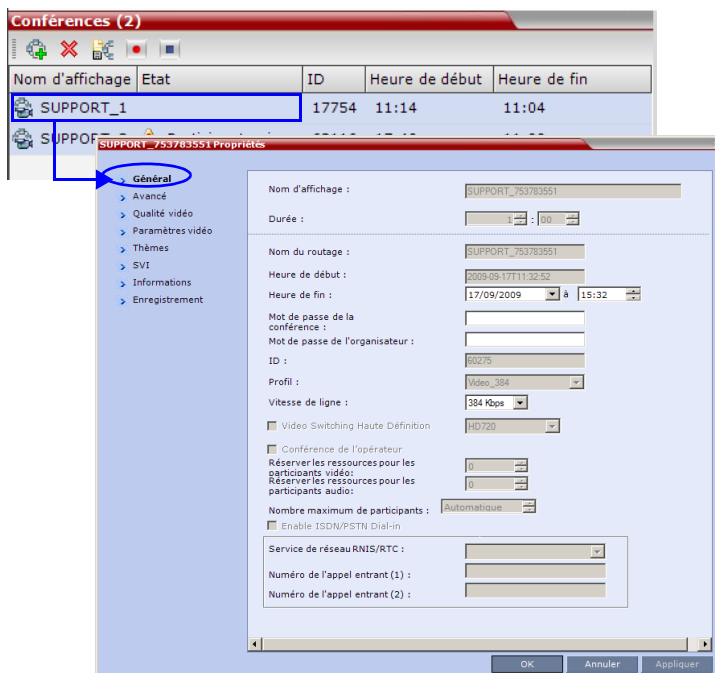 Conférences (2)
Nom d'affichage Etat ID Heure de début Heure de fin
SUPPORT_1 17754 11:14 11:04
SUPPORT_753783551 Propriétés
Général
Avancé
Qualité vidéo
Paramètres vidéo
Thèmes
SVI
Informations
Enregistrement
Nom d'affichage : SUPPORT_753783551
Durée : 1 : 00
Nom du routage : SUPPORT_753783551
Heure de début : 2009-09-17T11:32:52
Heure de fin : 17/09/2009 à 15:32
Mot de passe de la
conférence :
Mot de passe de l'organisateur :
ID : 60275
Profil : Video_384
Vitesse de ligne : 384 Kbps
Video Switching Haute Définition HD720
Conférence de l'opérateur
Réserver les ressources pour les
participants vidéo: 0
Réserver les ressources pour les
participants audio: 0
Nombre maximum de participants : Automatique
Enable ISDN/PSTN Dial-in
Service de réseau RNIS/RTC :
Numéro de l'appel entrant (1) :
Numéro de l'appel entrant (2) :
OK Annuler Appliquer